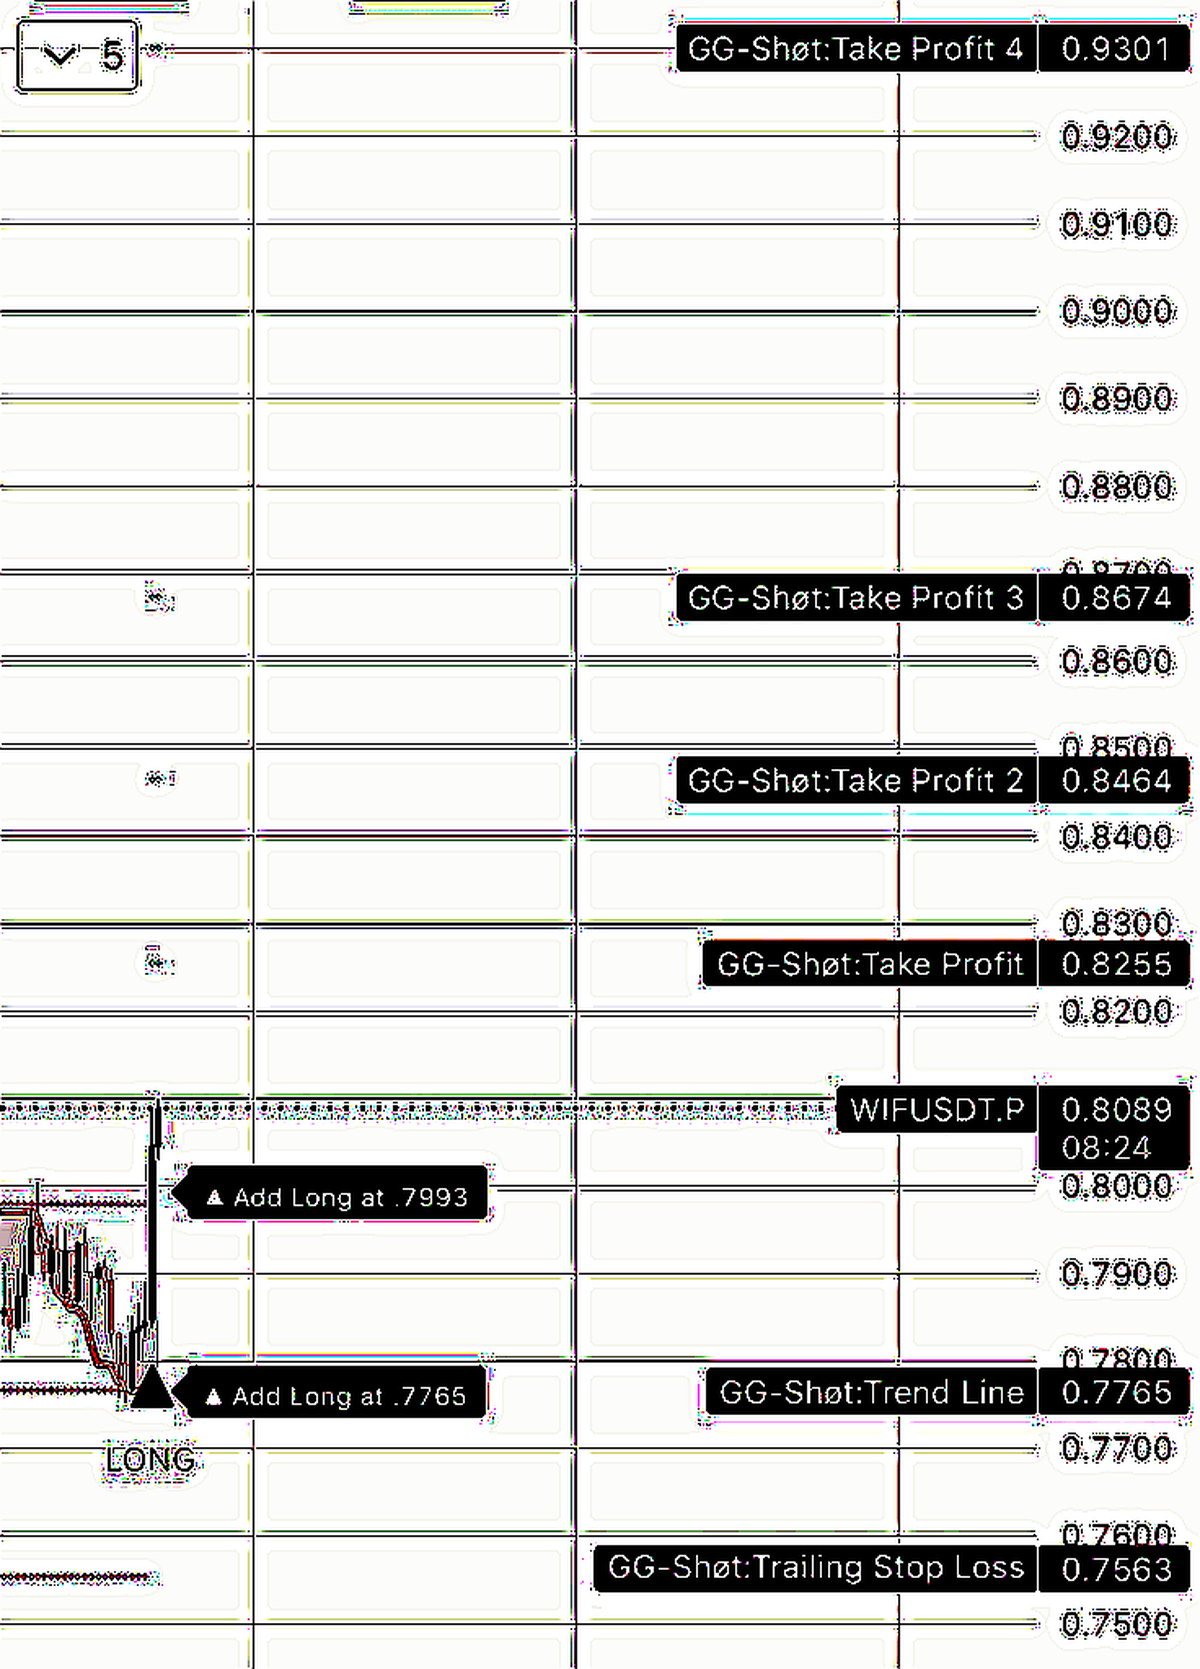 5
GG-Shøt:Take Profit 4 0.9301
0.9200
0.9100
0.9000
0.8900
0.8800
0.8700
GG-Shøt:Take Profit 3 0.8674
0.8600
0.8500
GG-Shøt:Take Profit 2 0.8464
0.8400
0.8300
GG-Shøt:Take Profit 0.8255
0.8200
WIFUSDT.P 0.8089
08:24
▲ Add Long at .7993
0.8000
0.7900
0.7800
▲ Add Long at .7765
GG-Shøt:Trend Line 0.7765
LONG
0.7700
0.7600
GG-Shøt:Trailing Stop Loss 0.7563
0.7500